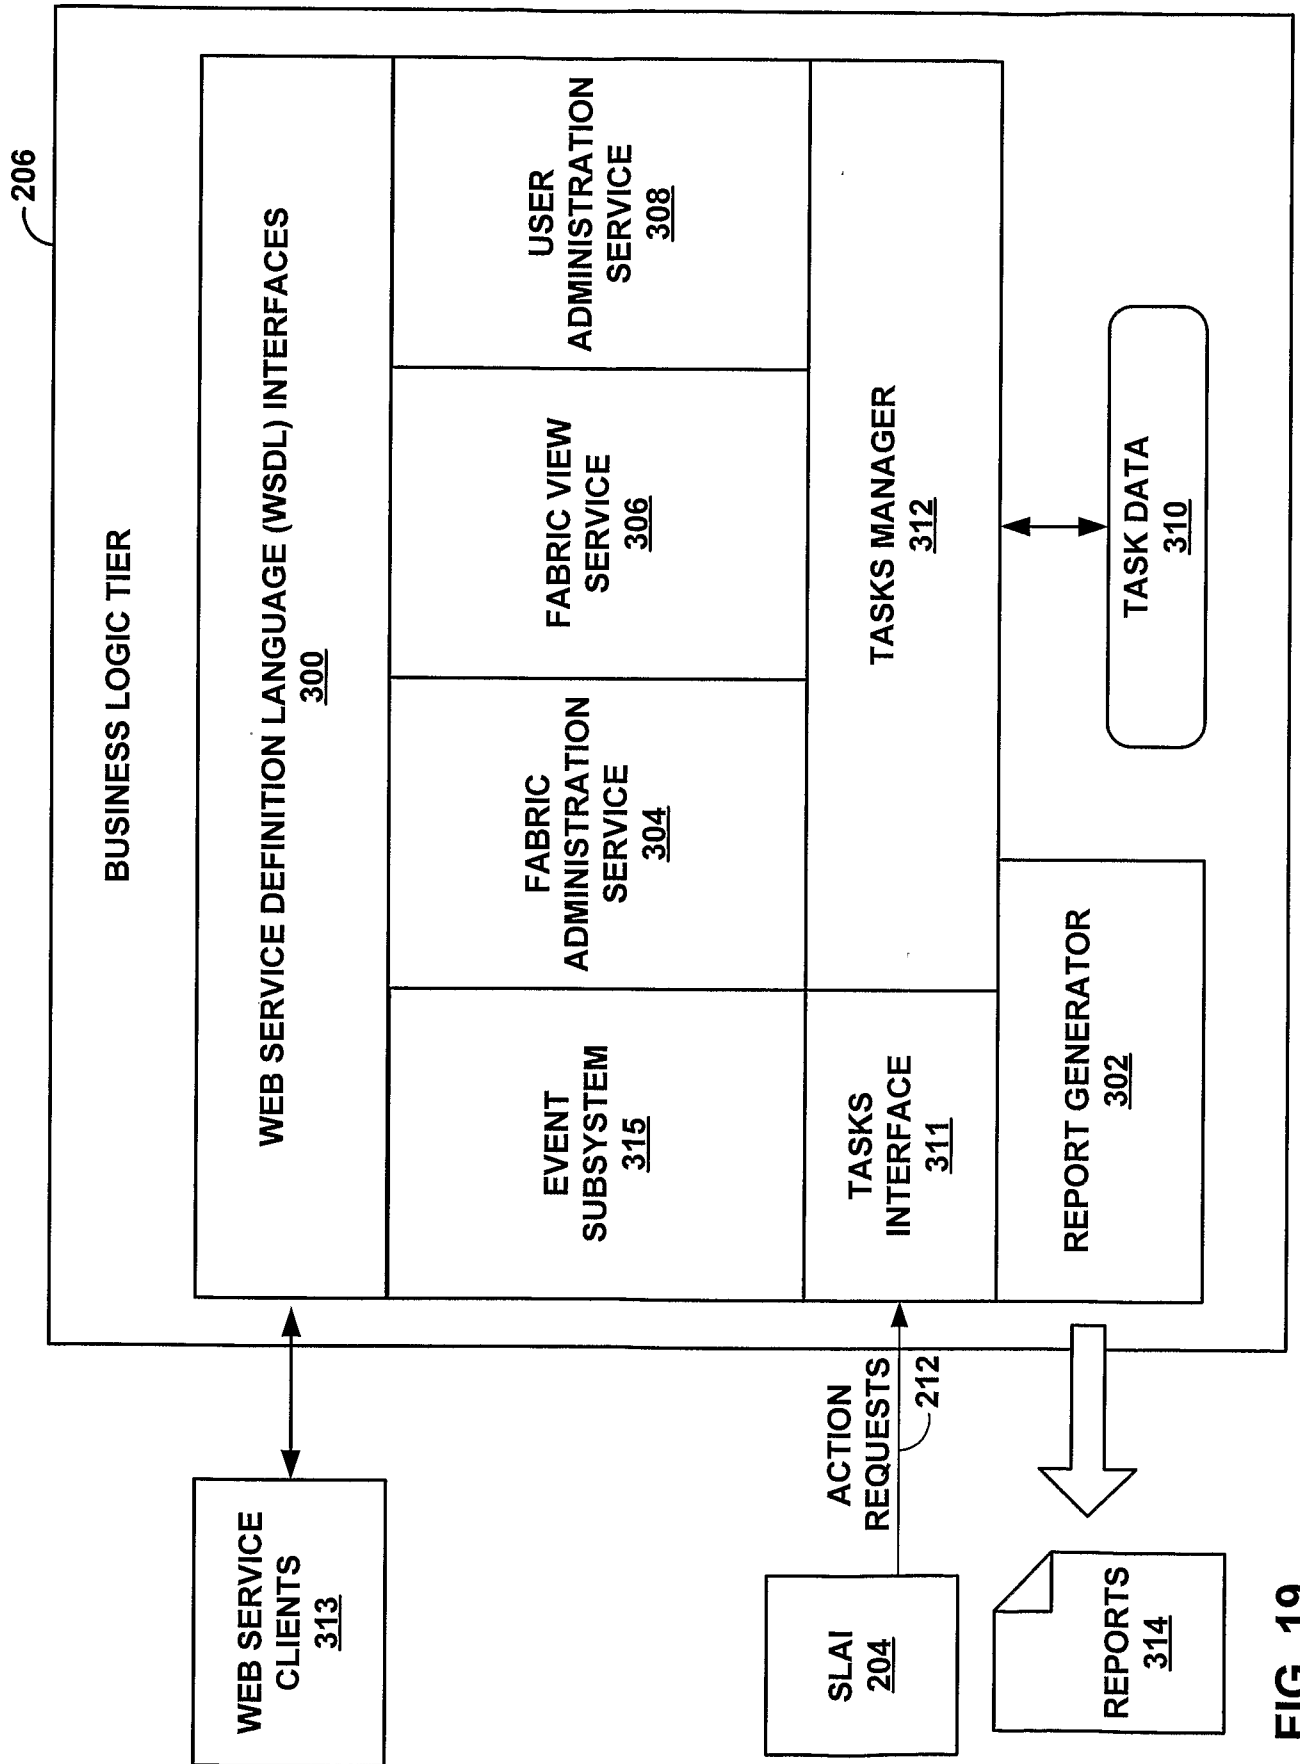 206
BUSINESS LOGIC TIER
WEB SERVICE
CLIENTS
313
WEB SERVICE DEFINITION LANGUAGE (WSDL) INTERFACES
300
EVENT
SUBSYSTEM
315
FABRIC
ADMINISTRATION
SERVICE
304
FABRIC VIEW
SERVICE
306
USER
ADMINISTRATION
SERVICE
308
SLAI
204
ACTION
REQUESTS
212
TASKS
INTERFACE
311
TASKS MANAGER
312
REPORTS
314
REPORT GENERATOR
302
TASK DATA
310
FIG. 19